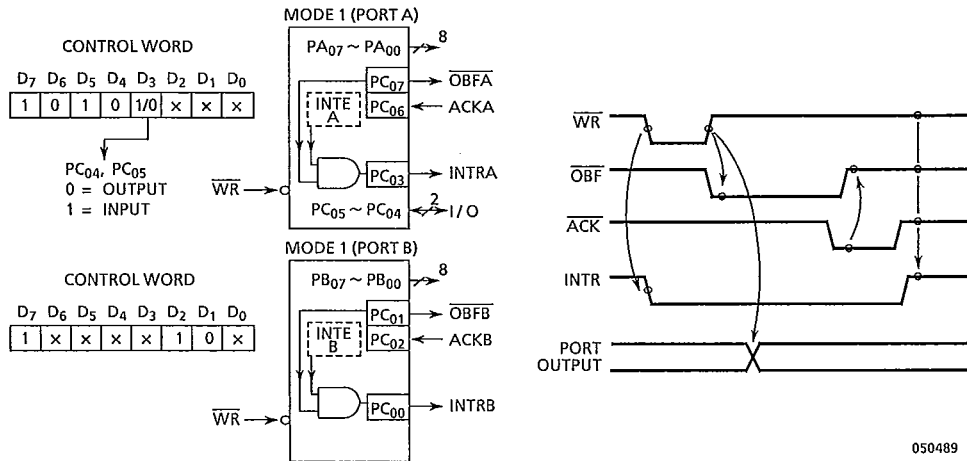 MODE 1 (PORT A)
CONTROL WORD
D7 D6 D5 D4 D3 D2 D1 D0
1 0 1 0 1/0 × × ×
PC04, PC05
0 = OUTPUT
1 = INPUT
PA07 ~ PA00
8
PC07
OBFA
PC06
ACKA
INTE
A
PC03
INTRA
WR
PC05 ~ PC04
2
I/O
MODE 1 (PORT B)
CONTROL WORD
D7 D6 D5 D4 D3 D2 D1 D0
1 × × × × 1 0 ×
PB07 ~ PB00
8
PC01
OBFB
PC02
ACKB
INTE
B
PC00
INTRB
WR
WR
OBF
ACK
INTR
PORT
OUTPUT
050489